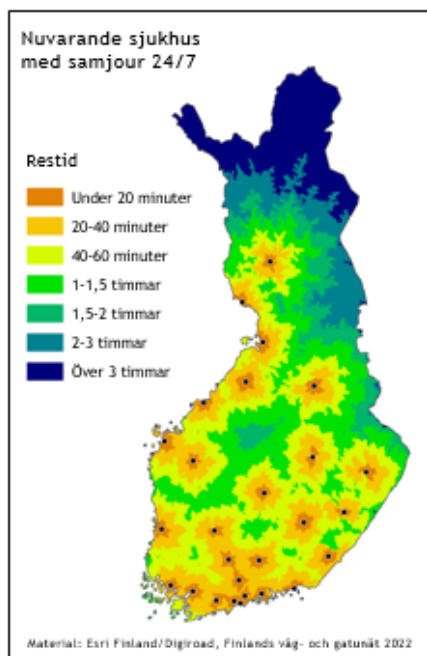 Nuvarande sjukhus
med samjour 24/7
Restid
Under 20 minuter
20-40 minuter
40-60 minuter
1-1,5 timmar
1,5-2 timmar
2-3 timmar
Över 3 timmar
Material: Esri Finland/Digiroad, Finlands väg- och gatunät 2022